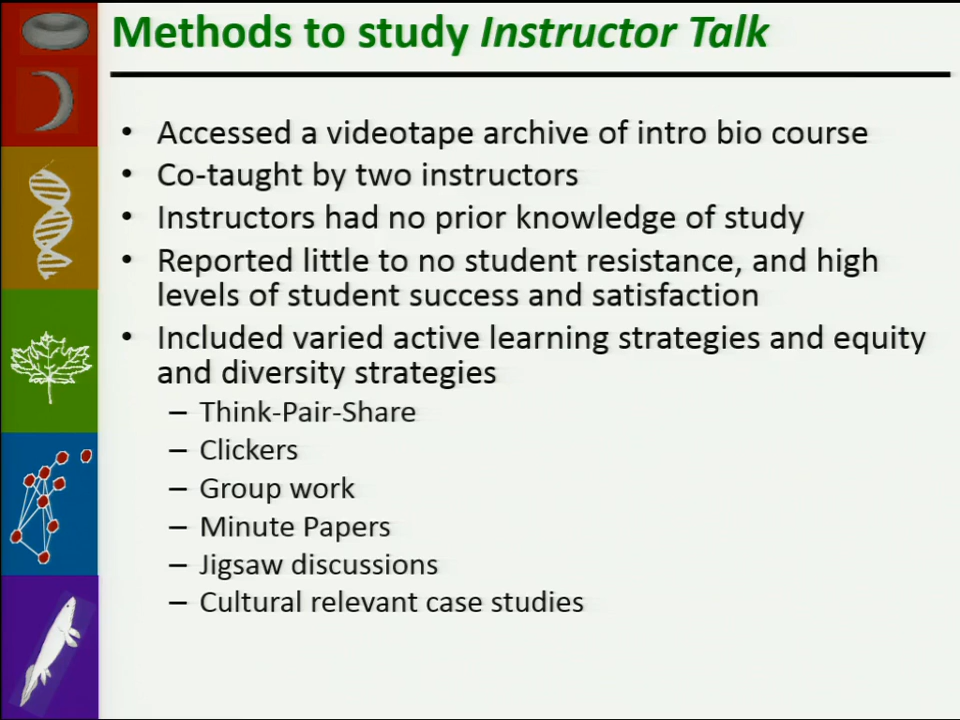 Methods to study Instructor Talk
• Accessed a videotape archive of intro bio course
• Co-taught by two instructors
• Instructors had no prior knowledge of study
• Reported little to no student resistance, and high
levels of student success and satisfaction
• Included varied active learning strategies and equity
and diversity strategies
– Think-Pair-Share
– Clickers
– Group work
– Minute Papers
– Jigsaw discussions
– Cultural relevant case studies